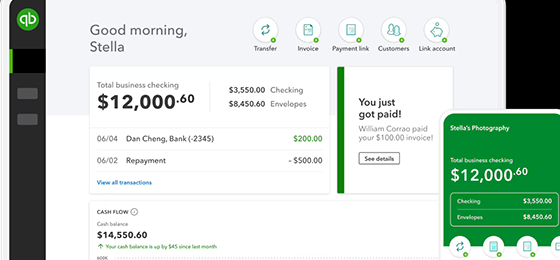 qb
Good morning,
Stella
Transfer
Invoice
Payment link
Customers
Link account
Total business checking
$12,000.60
$3,550.00 Checking
$8,450.60 Envelopes
06/04 Dan Cheng, Bank (-2345) $200.00
06/02 Repayment - $500.00
View all transactions
You just
got paid!
William Corrao paid
your $100.00 invoice!
See details
CASH FLOW
Cash balance
$14,550.60
Your cash balance is up by $45 since last month
600K
Stella's Photography
Total business checking
$12,000.60
Checking $3,550.00
Envelopes $8,450.60